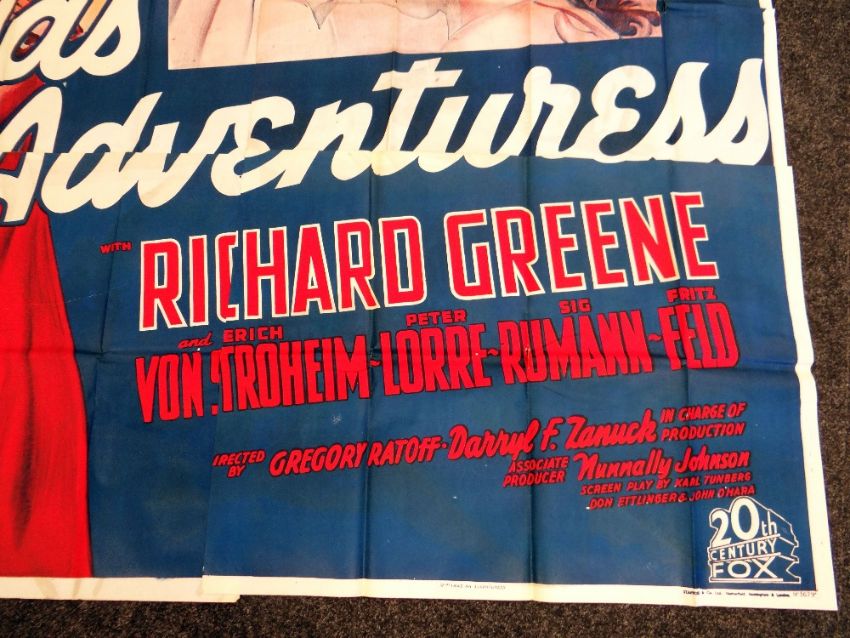 as
Adventuress
WITH
RICHARD GREENE
and ERICH VON STROHEIM ~ PETER LORRE ~ SIG RUMANN ~ FRITZ FELD
IRECTED BY GREGORY RATOFF · Darryl F. Zanuck IN CHARGE OF PRODUCTION
ASSOCIATE PRODUCER Nunnally Johnson
SCREEN PLAY BY KARL TUNBERG
DON ETTLINGER & JOHN O'HARA
20th
CENTURY
FOX